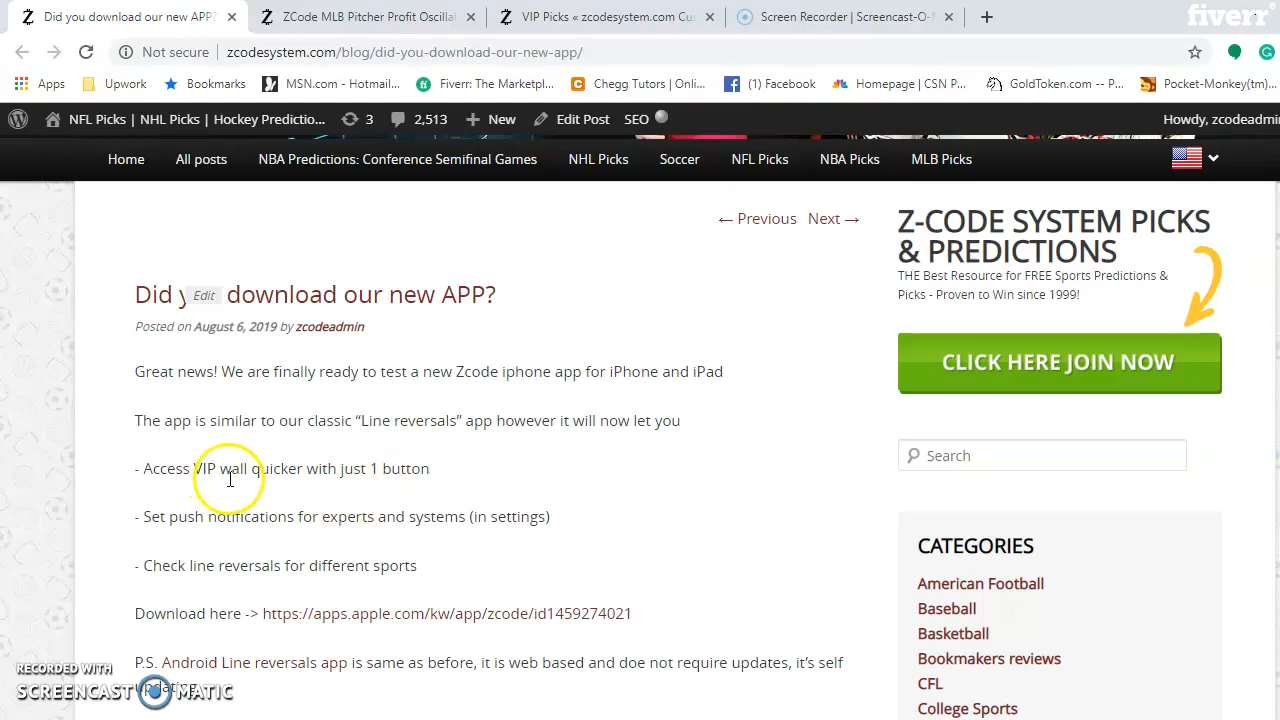 Did you download our new APP?
ZCode MLB Pitcher Profit Oscilla
VIP Picks « zcodesystem.com Cus
Screen Recorder | Screencast-O-
fiverr
Not secure
zcodesystem.com/blog/did-you-download-our-new-app/
Apps
Upwork
Bookmarks
MSN.com - Hotmail...
Fiverr: The Marketpl...
Chegg Tutors | Onli...
(1) Facebook
Homepage | CSN P...
GoldToken.com -- P...
Pocket-Monkey(tm)...
NFL Picks | NHL Picks | Hockey Predictio...
3
2,513
New
Edit Post
SEO
Howdy, zcodeadmin
Home
All posts
NBA Predictions: Conference Semifinal Games
NHL Picks
Soccer
NFL Picks
NBA Picks
MLB Picks
← Previous Next →
Did y Edit download our new APP?
Posted on August 6, 2019 by zcodeadmin
Great news! We are finally ready to test a new Zcode iphone app for iPhone and iPad
The app is similar to our classic “Line reversals” app however it will now let you
- Access VIP wall quicker with just 1 button
- Set push notifications for experts and systems (in settings)
- Check line reversals for different sports
Download here -> https://apps.apple.com/kw/app/zcode/id1459274021
P.S. Android Line reversals app is same as before, it is web based and doe not require updates, it’s self
updating
Z-CODE SYSTEM PICKS
& PREDICTIONS
THE Best Resource for FREE Sports Predictions &
Picks - Proven to Win since 1999!
CLICK HERE JOIN NOW
Search
CATEGORIES
American Football
Baseball
Basketball
Bookmakers reviews
CFL
College Sports
RECORDED WITH
SCREENCAST MATIC